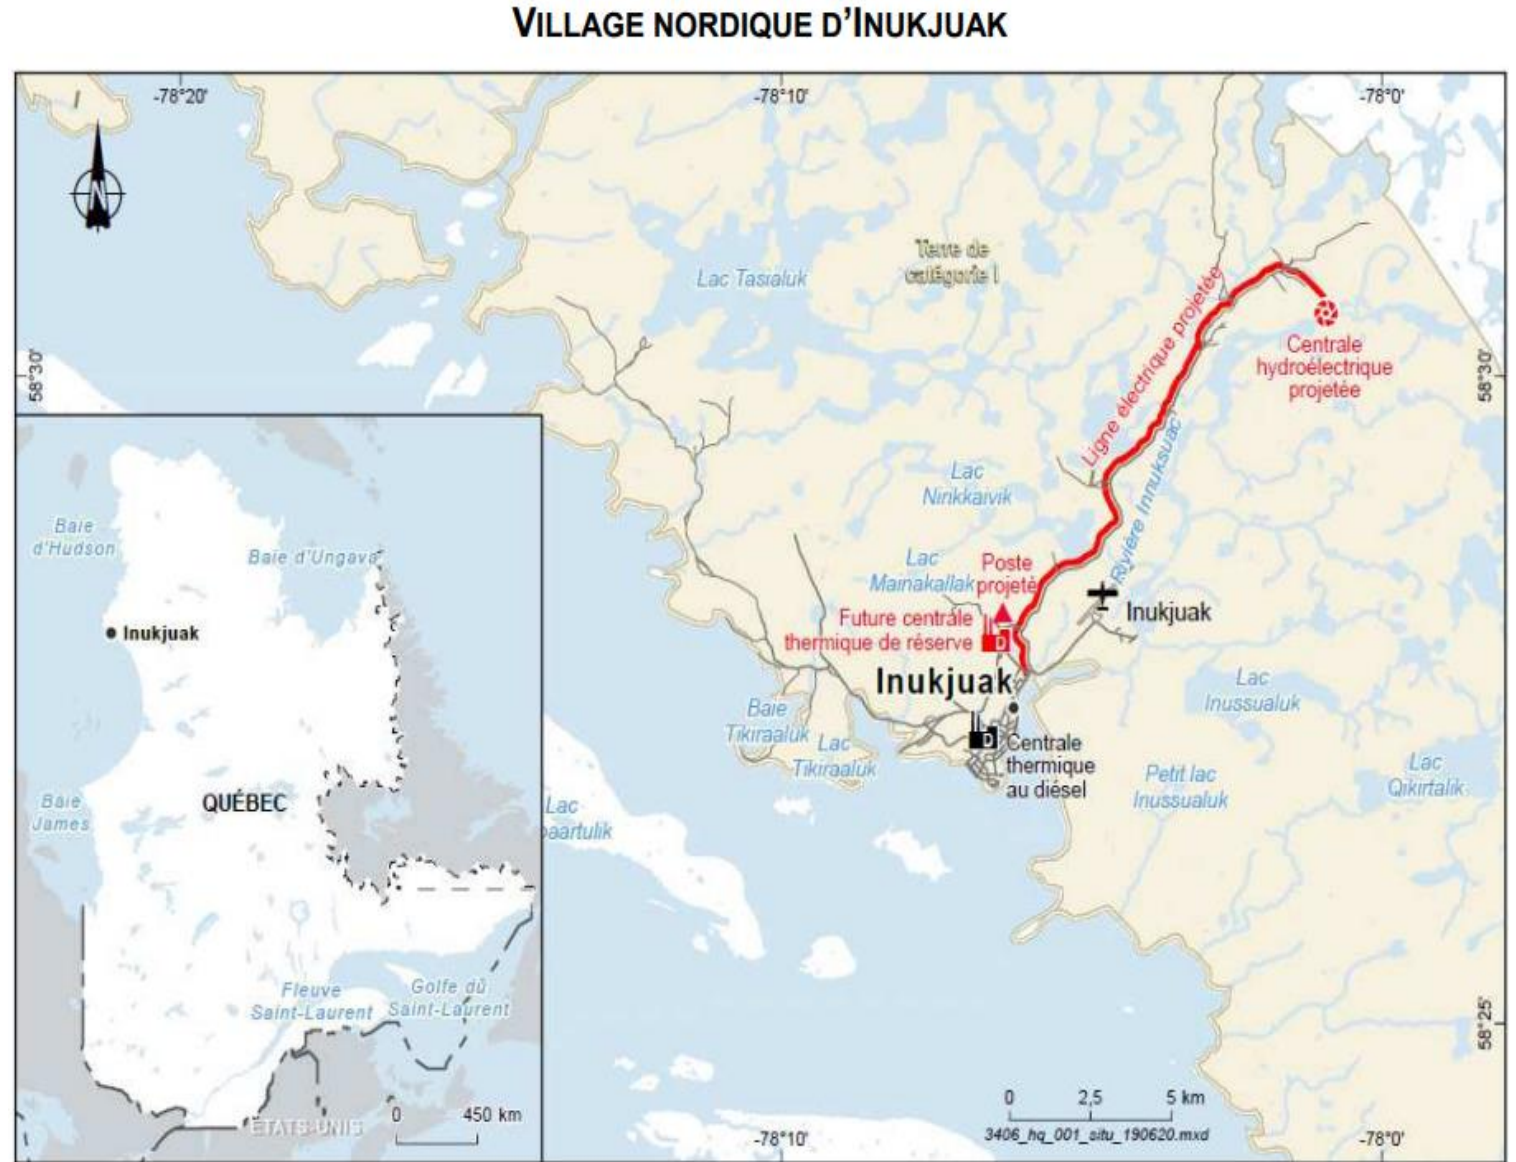 VILLAGE NORDIQUE D'INUKJUAK
-78°20'
-78°10'
-78°0'
N
Terre de
catégorie I
Lac Tasialuk
Ligne électrique projetée
Centrale
hydroélectrique
projetée
58°30'
58°30'
Lac
Nirikkaivik
Rivière Innuksuac
Lac
Mainakallak
Poste
projeté
Future centrale
thermique de réserve
D
Inukjuak
Inukjuak
Baie
Tikiraaluk
Lac
Tikiraaluk
D
Centrale
thermique
au diésel
Lac
Inussualuk
Petit lac
Inussualuk
Lac
Qikirtalik
Lac
paartulik
Baie
d'Hudson
Baie d'Ungava
Inukjuak
Baie
James
QUÉBEC
Fleuve
Saint-Laurent
Golfe du
Saint-Laurent
ÉTATS-UNIS
0 450 km
58°25'
0 2,5 5 km
3406_hq_001_situ_190620.mxd
-78°10'
-78°0'